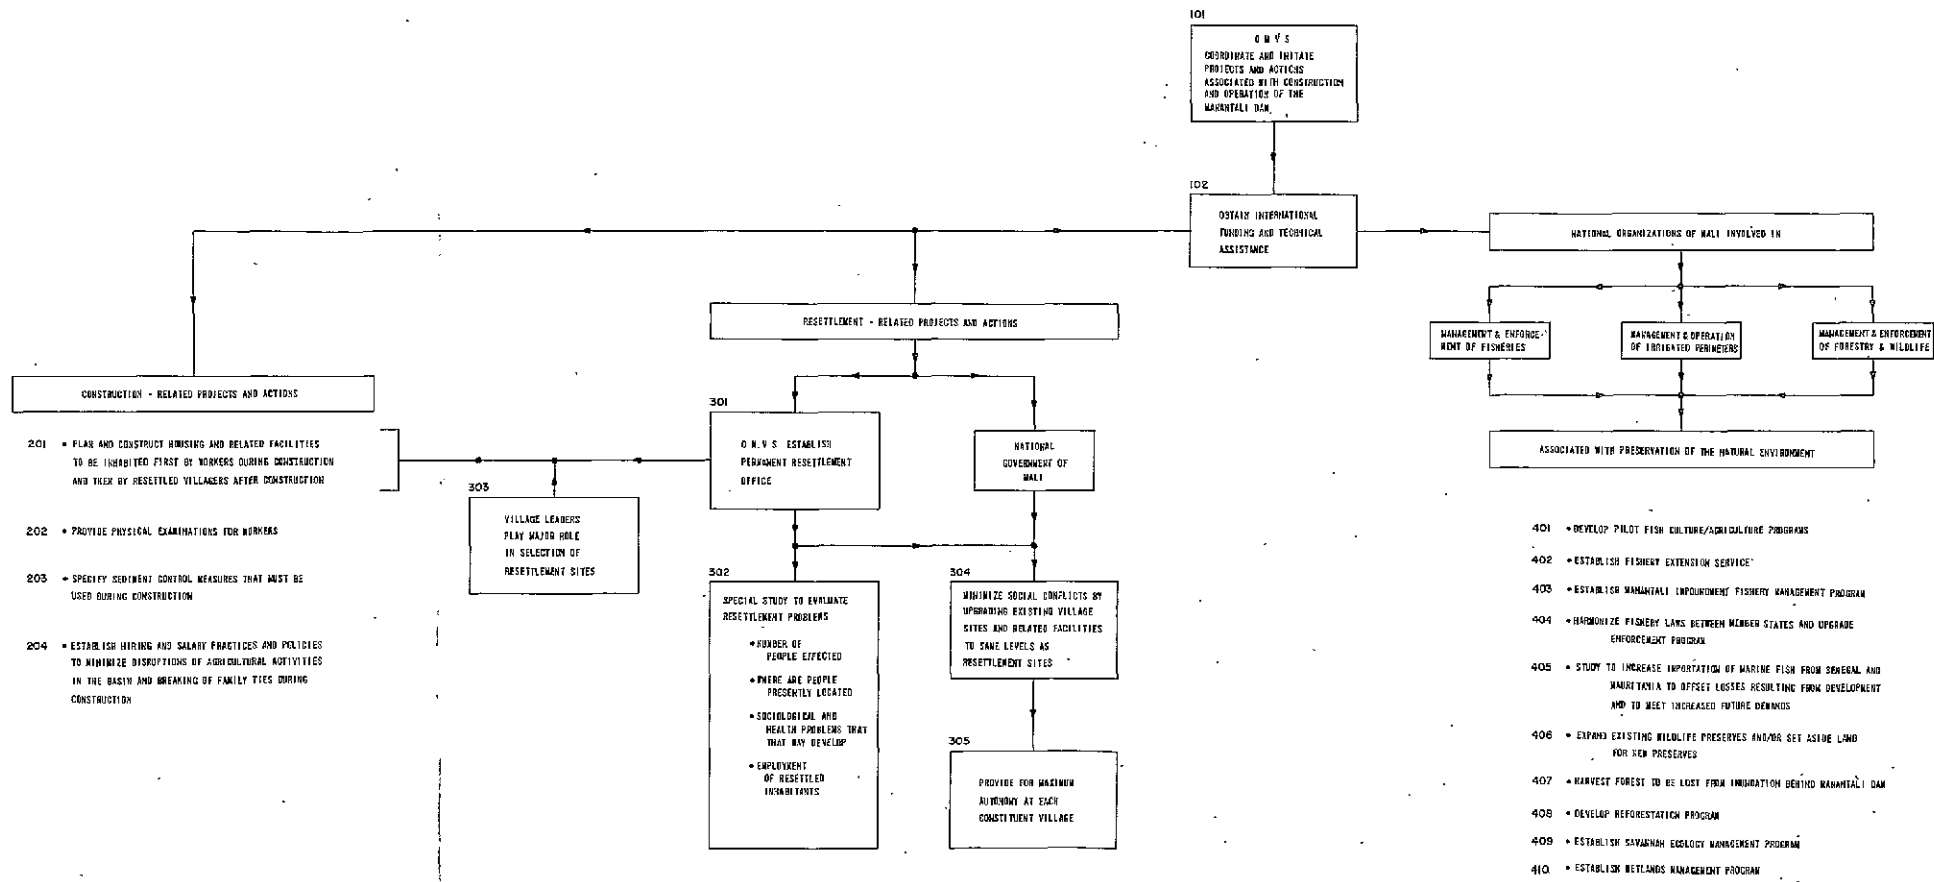 101
O M V S
COORDINATE AND INITATE
PROJECTS AND ACTIONS
ASSOCIATED WITH CONSTRUCTION
AND OPERATION OF THE
MANANTALI DAM
102
OBTAIN INTERNATIONAL
FUNDING AND TECHNICAL
ASSISTANCE
NATIONAL ORGANIZATIONS OF MALI INVOLVED IN
RESETTLEMENT - RELATED PROJECTS AND ACTIONS
MANAGEMENT & ENFORCE-
MENT OF FISHERIES
MANAGEMENT & OPERATION
OF IRRIGATED PERIMETERS
MANAGEMENT & ENFORCEMENT
OF FORESTRY & WILDLIFE
CONSTRUCTION - RELATED PROJECTS AND ACTIONS
ASSOCIATED WITH PRESERVATION OF THE NATURAL ENVIRONMENT
201 • PLAN AND CONSTRUCT HOUSING AND RELATED FACILITIES
TO BE INHABITED FIRST BY WORKERS DURING CONSTRUCTION
AND THEN BY RESETTLED VILLAGERS AFTER CONSTRUCTION
202 • PROVIDE PHYSICAL EXAMINATIONS FOR WORKERS
203 • SPECIFY SEDIMENT CONTROL MEASURES THAT MUST BE
USED DURING CONSTRUCTION
204 • ESTABLISH HIRING AND SALARY PRACTICES AND POLICIES
TO MINIMIZE DISRUPTIONS OF AGRICULTURAL ACTIVITIES
IN THE BASIN AND BREAKING OF FAMILY TIES DURING
CONSTRUCTION
301
O.M.V.S. ESTABLISH
PERMANENT RESETTLEMENT
OFFICE
NATIONAL
GOVERNMENT OF
MALI
303
VILLAGE LEADERS
PLAY MAJOR ROLE
IN SELECTION OF
RESETTLEMENT SITES
302
SPECIAL STUDY TO EVALUATE
RESETTLEMENT PROBLEMS
• NUMBER OF
PEOPLE EFFECTED
• WHERE ARE PEOPLE
PRESENTLY LOCATED
• SOCIOLOGICAL AND
HEALTH PROBLEMS THAT
THAT MAY DEVELOP
• EMPLOYMENT
OF RESETTLED
INHABITANTS
304
MINIMIZE SOCIAL CONFLICTS BY
UPGRADING EXISTING VILLAGE
SITES AND RELATED FACILITIES
TO SAME LEVELS AS
RESETTLEMENT SITES
305
PROVIDE FOR MAXIMUM
AUTONOMY AT EACH
CONSTITUENT VILLAGE
401 • DEVELOP PILOT FISH CULTURE/AGRICULTURE PROGRAMS
402 • ESTABLISH FISHERY EXTENSION SERVICE
403 • ESTABLISH MANANTALI IMPOUNDMENT FISHERY MANAGEMENT PROGRAM
404 • HARMONIZE FISHERY LAWS BETWEEN MEMBER STATES AND UPGRADE
ENFORCEMENT PROGRAM
405 • STUDY TO INCREASE IMPORTATION OF MARINE FISH FROM SENEGAL AND
MAURITANIA TO OFFSET LOSSES RESULTING FROM DEVELOPMENT
AND TO MEET INCREASED FUTURE DEMANDS
406 • EXPAND EXISTING WILDLIFE PRESERVES AND/OR SET ASIDE LAND
FOR NEW PRESERVES
407 • HARVEST FOREST TO BE LOST FROM INUNDATION BEHIND MANANTALI DAM
408 • DEVELOP REFORESTATION PROGRAM
409 • ESTABLISH SAVANNAH ECOLOGY MANAGEMENT PROGRAM
410 • ESTABLISH WETLANDS MANAGEMENT PROGRAM